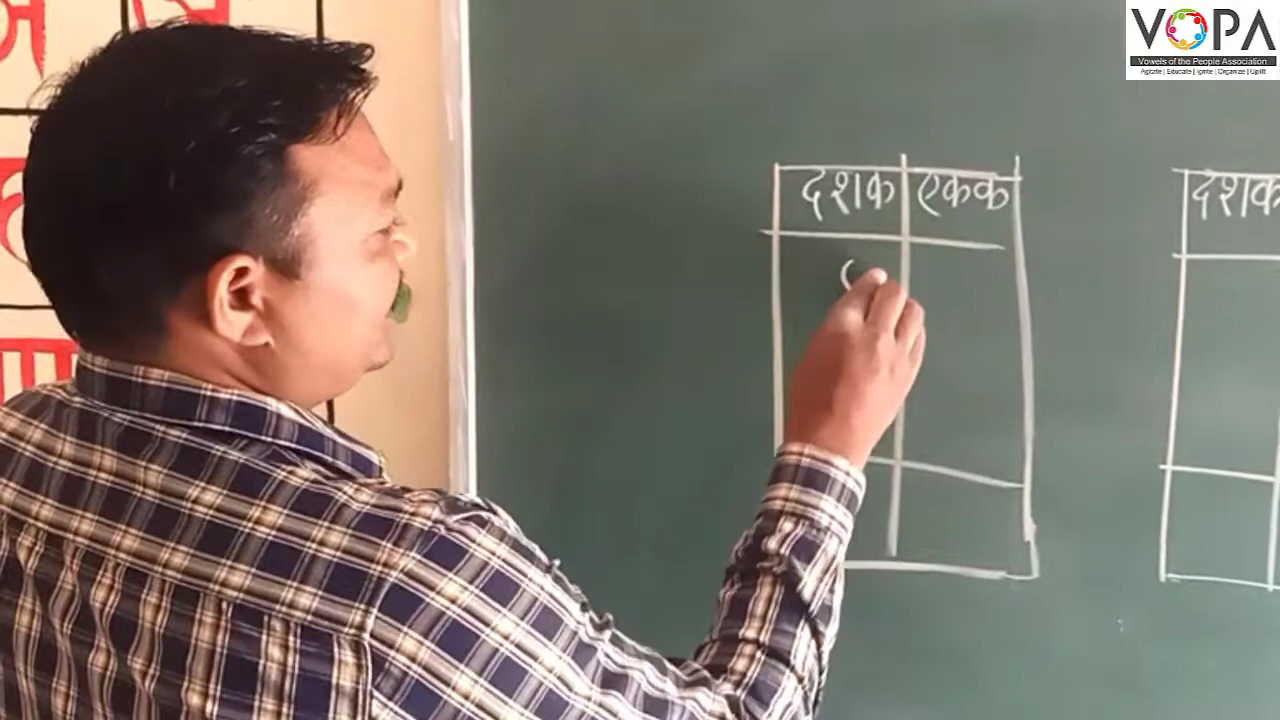 VOPA
Vowels of the People Association
Agitate | Educate | Ignite | Organize | Uplift
दशक एकक
दशक